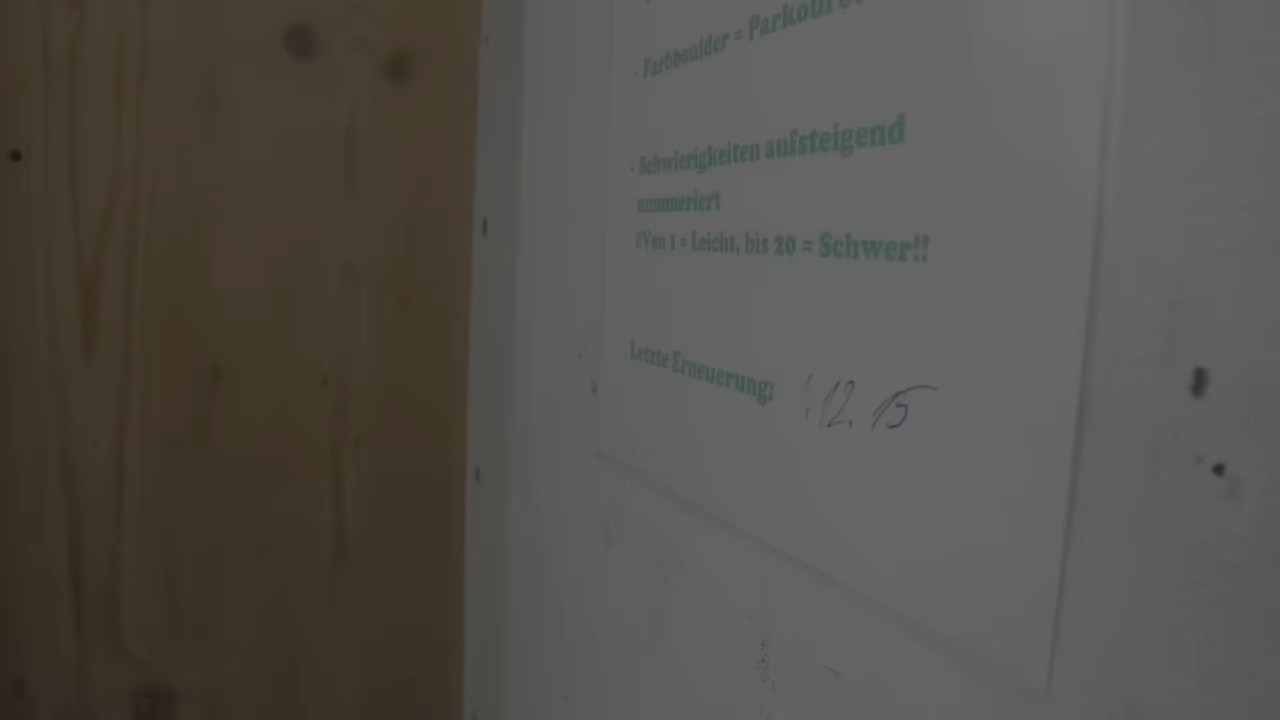 · Farbboulder = Parkour
· Schwierigkeiten aufsteigend
nummeriert
!!Von 1 = Leicht, bis 20 = Schwer!!
Letzte Erneuerung: 12. 15